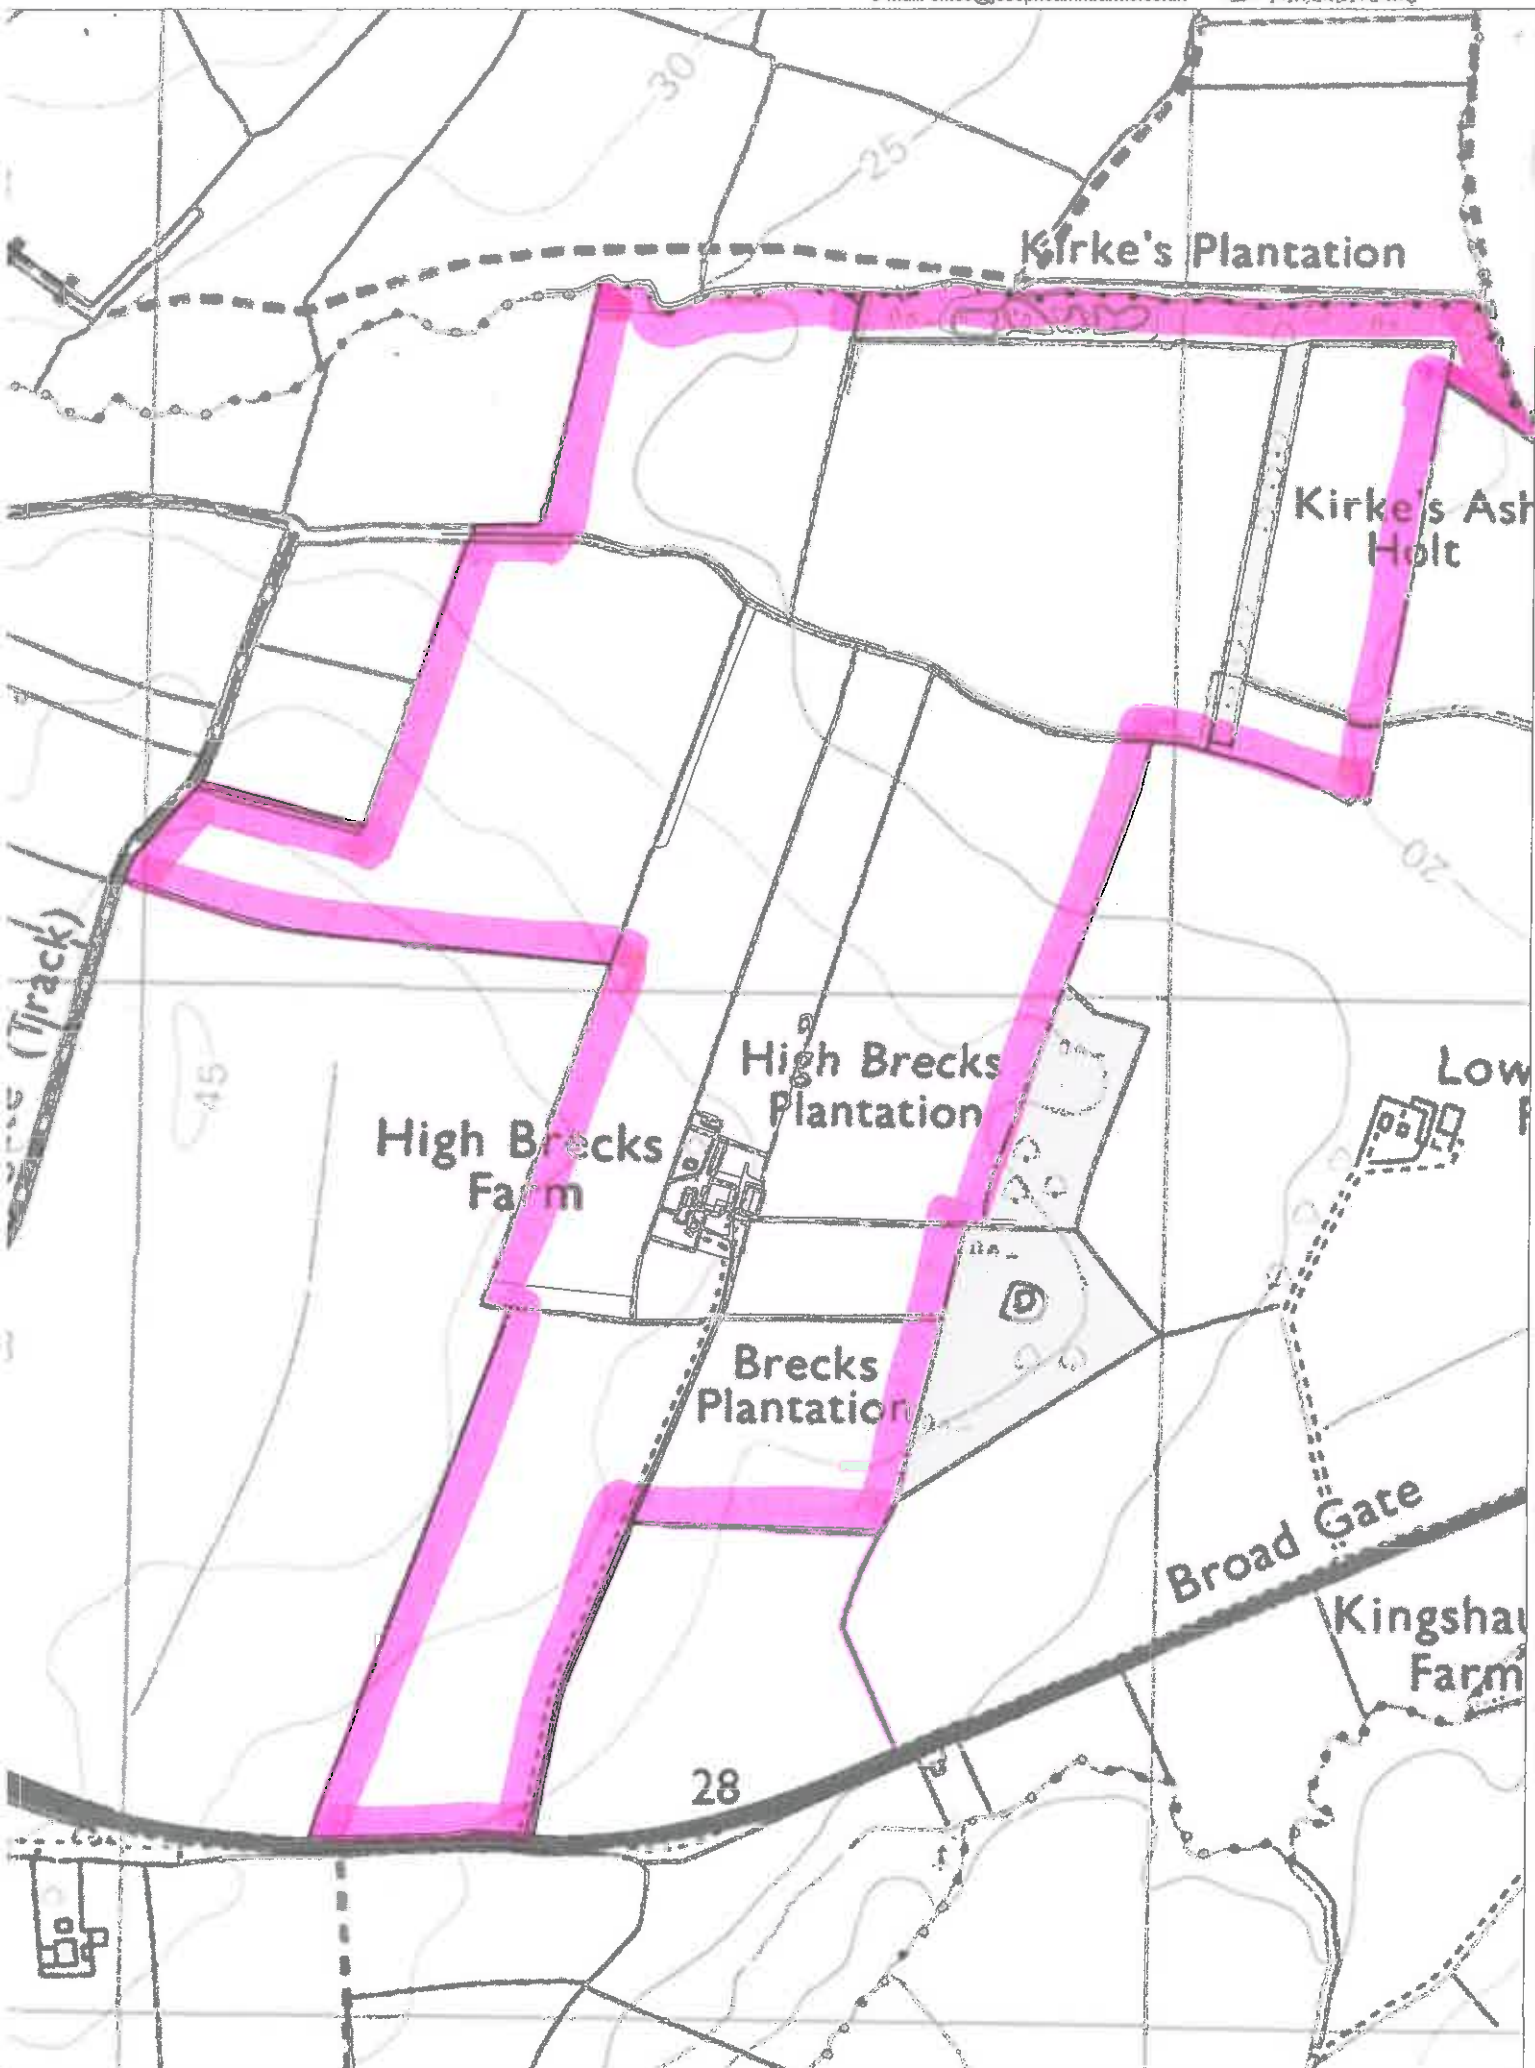 30
25
Kirke's Plantation
Kirke's Ash
Holt
20
(Track)
45
High Brecks
Plantation
Low
High Brecks
Farm
Brecks
Plantation
Broad Gate
Kingshau
Farm
28